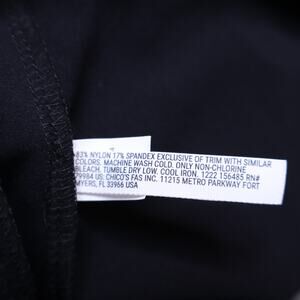 83% NYLON 17% SPANDEX EXCLUSIVE OF TRIM WITH SIMILAR
COLORS. MACHINE WASH COLD. ONLY NON-CHLORINE
BLEACH. TUMBLE DRY LOW. COOL IRON. 1222 156485 RN#
79984 US: CHICO'S FAS INC. 11215 METRO PARKWAY FORT
MYERS, FL 33966 USA